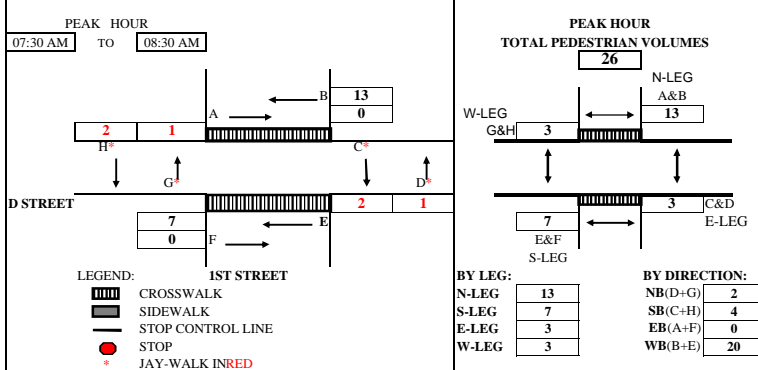 PEAK HOUR
07:30 AM TO 08:30 AM
B 13
A 0
2 1
H* C*
G* D*
D STREET
2 1
7 E
0 F
LEGEND: 1ST STREET
CROSSWALK
SIDEWALK
STOP CONTROL LINE
STOP
* JAY-WALK INRED
PEAK HOUR
TOTAL PEDESTRIAN VOLUMES
26
N-LEG
W-LEG A&B
G&H 3 13
7 3 C&D
E&F E-LEG
S-LEG
BY LEG: BY DIRECTION:
N-LEG 13 NB(D+G) 2
S-LEG 7 SB(C+H) 4
E-LEG 3 EB(A+F) 0
W-LEG 3 WB(B+E) 20